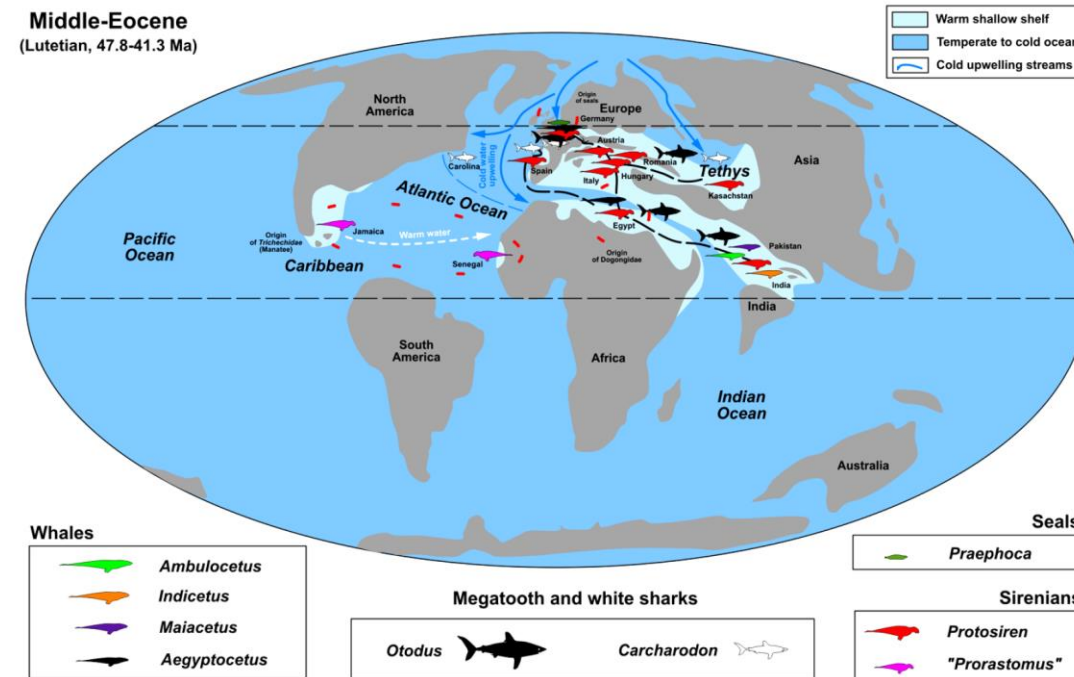 Middle-Eocene
(Lutetian, 47.8-41.3 Ma)
Warm shallow shelf
Temperate to cold ocean
Cold upwelling streams
North
America
Origin
of seals
Europe
Germany
Asia
Austria
Carolina
Cold water
upwelling
Spain
Romania
Tethys
Italy
Hungary
Kasachstan
Atlantic Ocean
Egypt
Jamaica
Pakistan
Pacific
Ocean
Origin
of Trichechidae
(Manatee)
Warm water
Origin
of Dogongidae
Caribbean
Senegal
India
India
South
America
Africa
Indian
Ocean
Australia
Whales
Ambulocetus
Indicetus
Maiacetus
Aegyptocetus
Megatooth and white sharks
Otodus
Carcharodon
Seals
Praephoca
Sirenians
Protosiren
"Prorastomus"